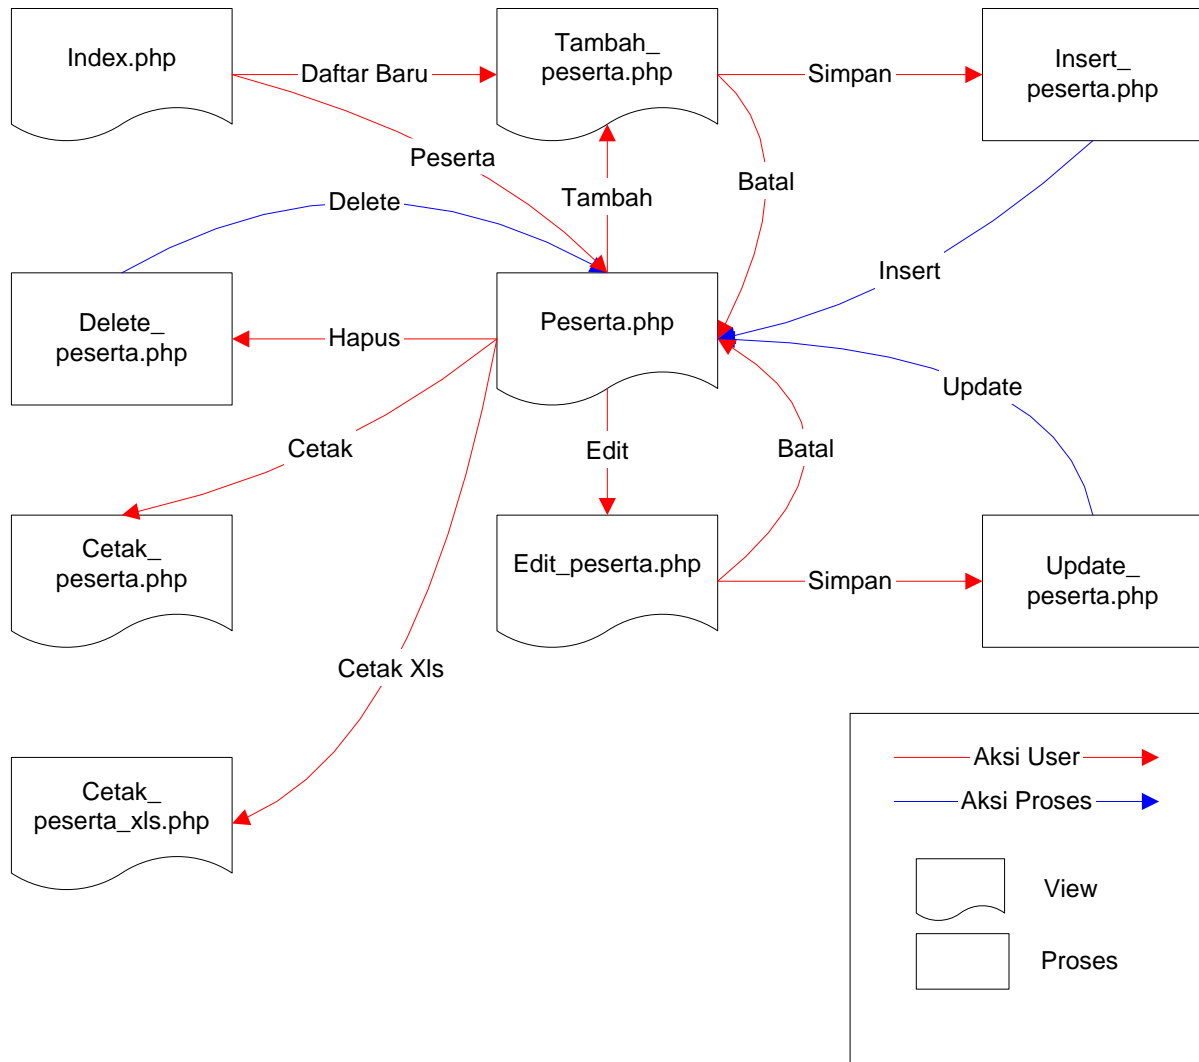 Index.php
Daftar Baru
Tambah_
peserta.php
Simpan
Insert_
peserta.php
Peserta
Tambah
Batal
Delete
Insert
Delete_
peserta.php
Hapus
Peserta.php
Update
Cetak
Edit
Batal
Cetak_
peserta.php
Edit_peserta.php
Simpan
Update_
peserta.php
Cetak Xls
Cetak_
peserta_xls.php
Aksi User
Aksi Proses
View
Proses